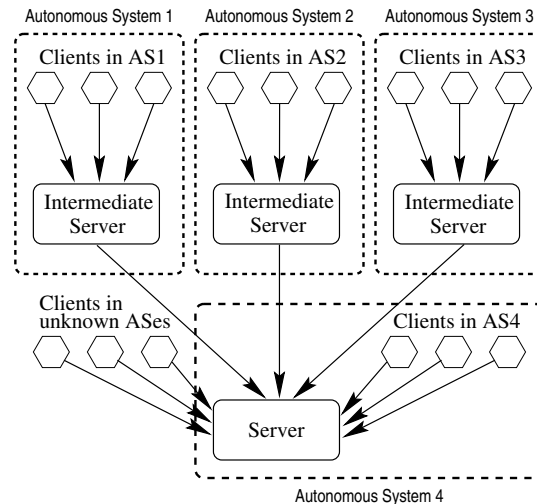 Autonomous System 1
Autonomous System 2
Autonomous System 3
Clients in AS1
Clients in AS2
Clients in AS3
Intermediate
Server
Intermediate
Server
Intermediate
Server
Clients in
unknown ASes
Clients in AS4
Server
Autonomous System 4